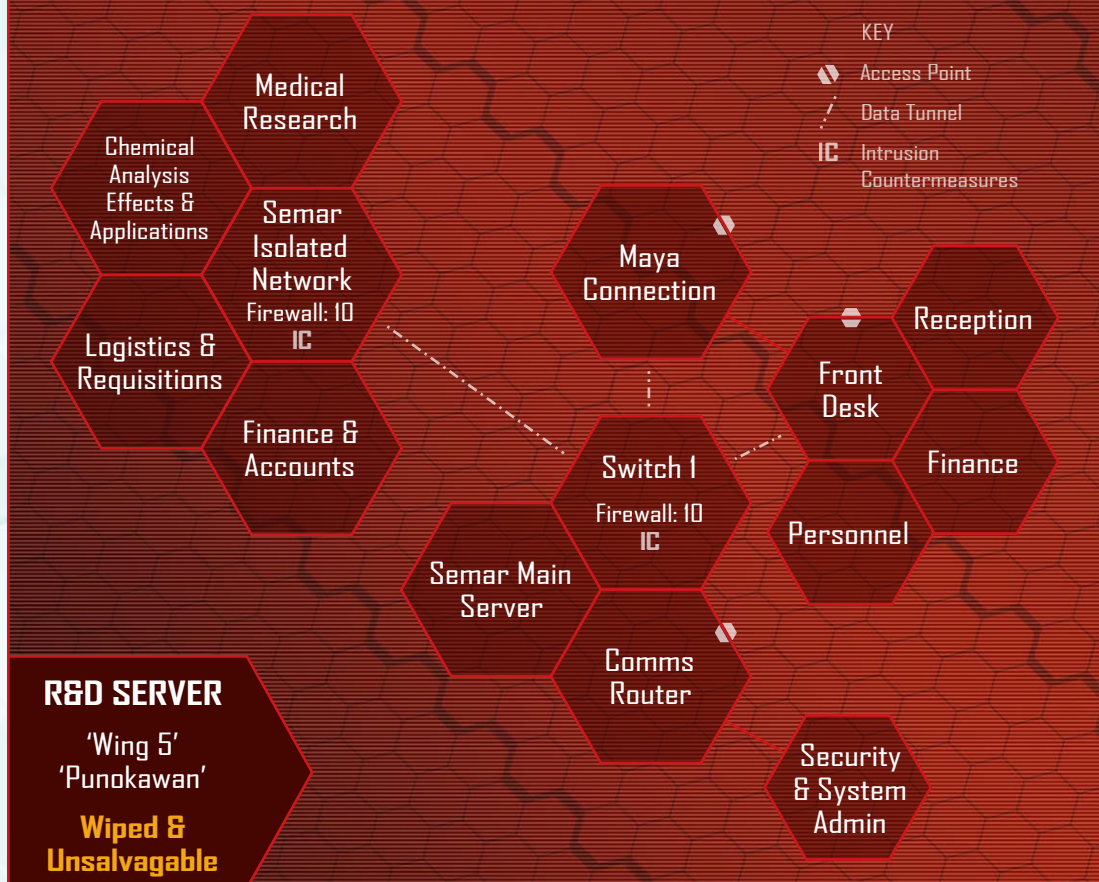 KEY
Access Point
Data Tunnel
IC Intrusion
Countermeasures
Medical
Research
Chemical
Analysis
Effects &
Applications
Semar
Isolated
Network
Firewall: 10
IC
Logistics &
Requisitions
Finance &
Accounts
Maya
Connection
Reception
Front
Desk
Finance
Personnel
Switch 1
Firewall: 10
IC
Semar Main
Server
Comms
Router
Security
& System
Admin
R&D SERVER
'Wing 5'
'Punokawan'
Wiped &
Unsalvagable